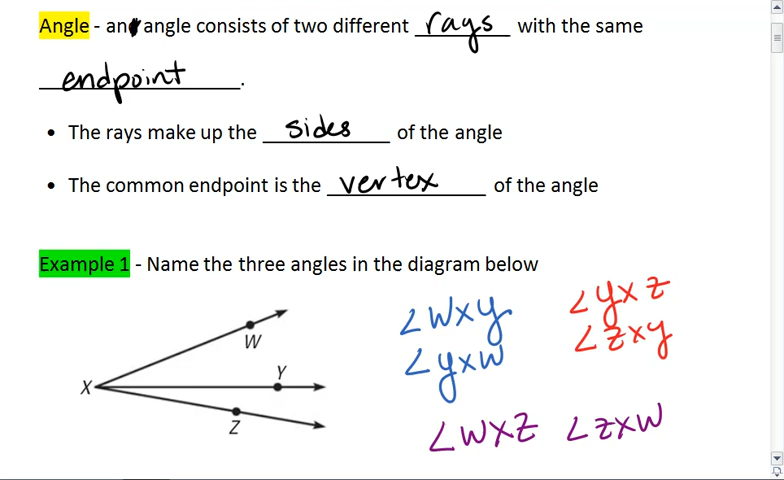 Angle - an angle consists of two different rays with the same
endpoint.
• The rays make up the sides of the angle
• The common endpoint is the vertex of the angle
Example 1 - Name the three angles in the diagram below
W
X
Y
Z
∠WXY
∠YXW
∠YXZ
∠ZXY
∠WXZ ∠ZXW